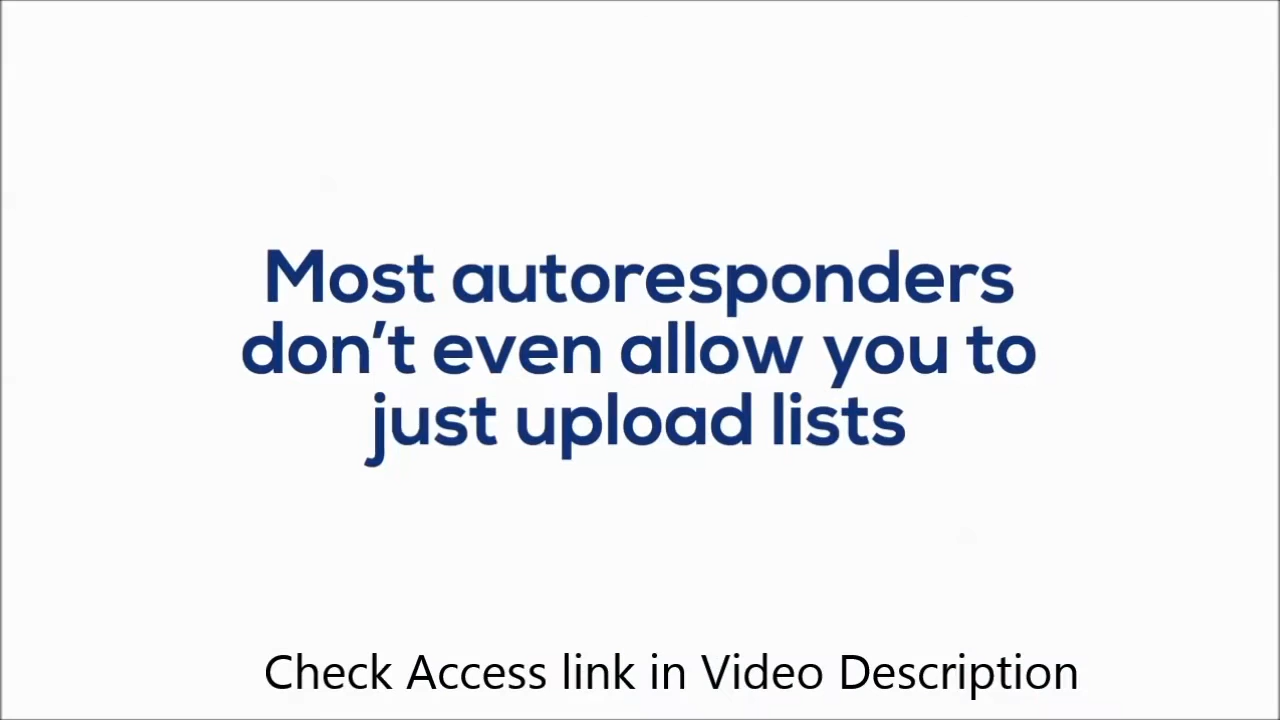 Most autoresponders
don’t even allow you to
just upload lists
Check Access link in Video Description